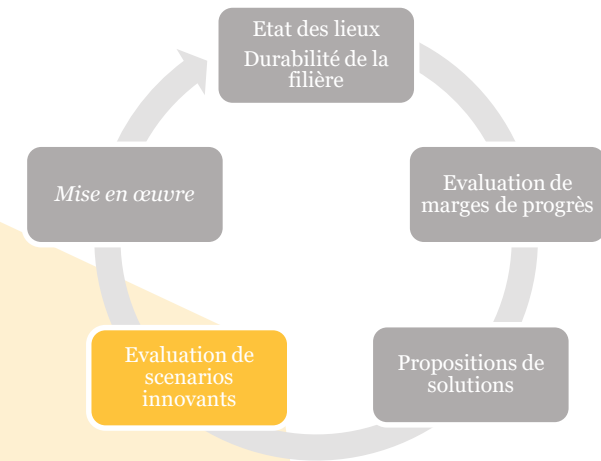 Etat des lieux
Durabilité de la
filière
Evaluation de
marges de progrès
Propositions de
solutions
Evaluation de
scenarios
innovants
Mise en œuvre